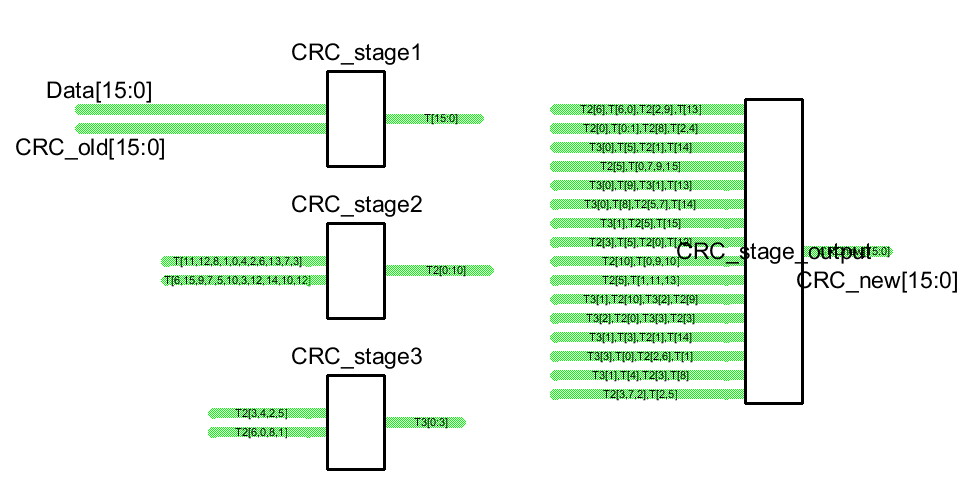 CRC_stage1
Data[15:0]
CRC_old[15:0]
T[15:0]
CRC_stage2
T[11,12,8,1,0,4,2,6,13,7,3]
T[6,15,9,7,5,10,3,12,14,10,12]
T2[0:10]
CRC_stage3
T2[3,4,2,5]
T2[6,0,8,1]
T3[0:3]
T2[6],T[6,0],T2[2,9],T[13]
T2[0],T[0:1],T2[8],T[2,4]
T3[0],T[5],T2[1],T[14]
T2[5],T[0,7,9,15]
T3[0],T[9],T3[1],T[13]
T3[0],T[8],T2[5,7],T[14]
T3[1],T2[5],T[15]
T2[3],T[5],T2[0],
CRC_stage_output
T2[10],T[0,9,10]
CRC_new[15:0]
T2[5],T[1,11,13]
T3[1],T2[10],T3[2],T2[9]
T3[2],T2[0],T3[3],T2[3]
T3[1],T[3],T2[1],T[14]
T3[3],T[0],T2[2,6],T[1]
T3[1],T[4],T2[3],T[8]
T2[3,7,2],T[2,5]